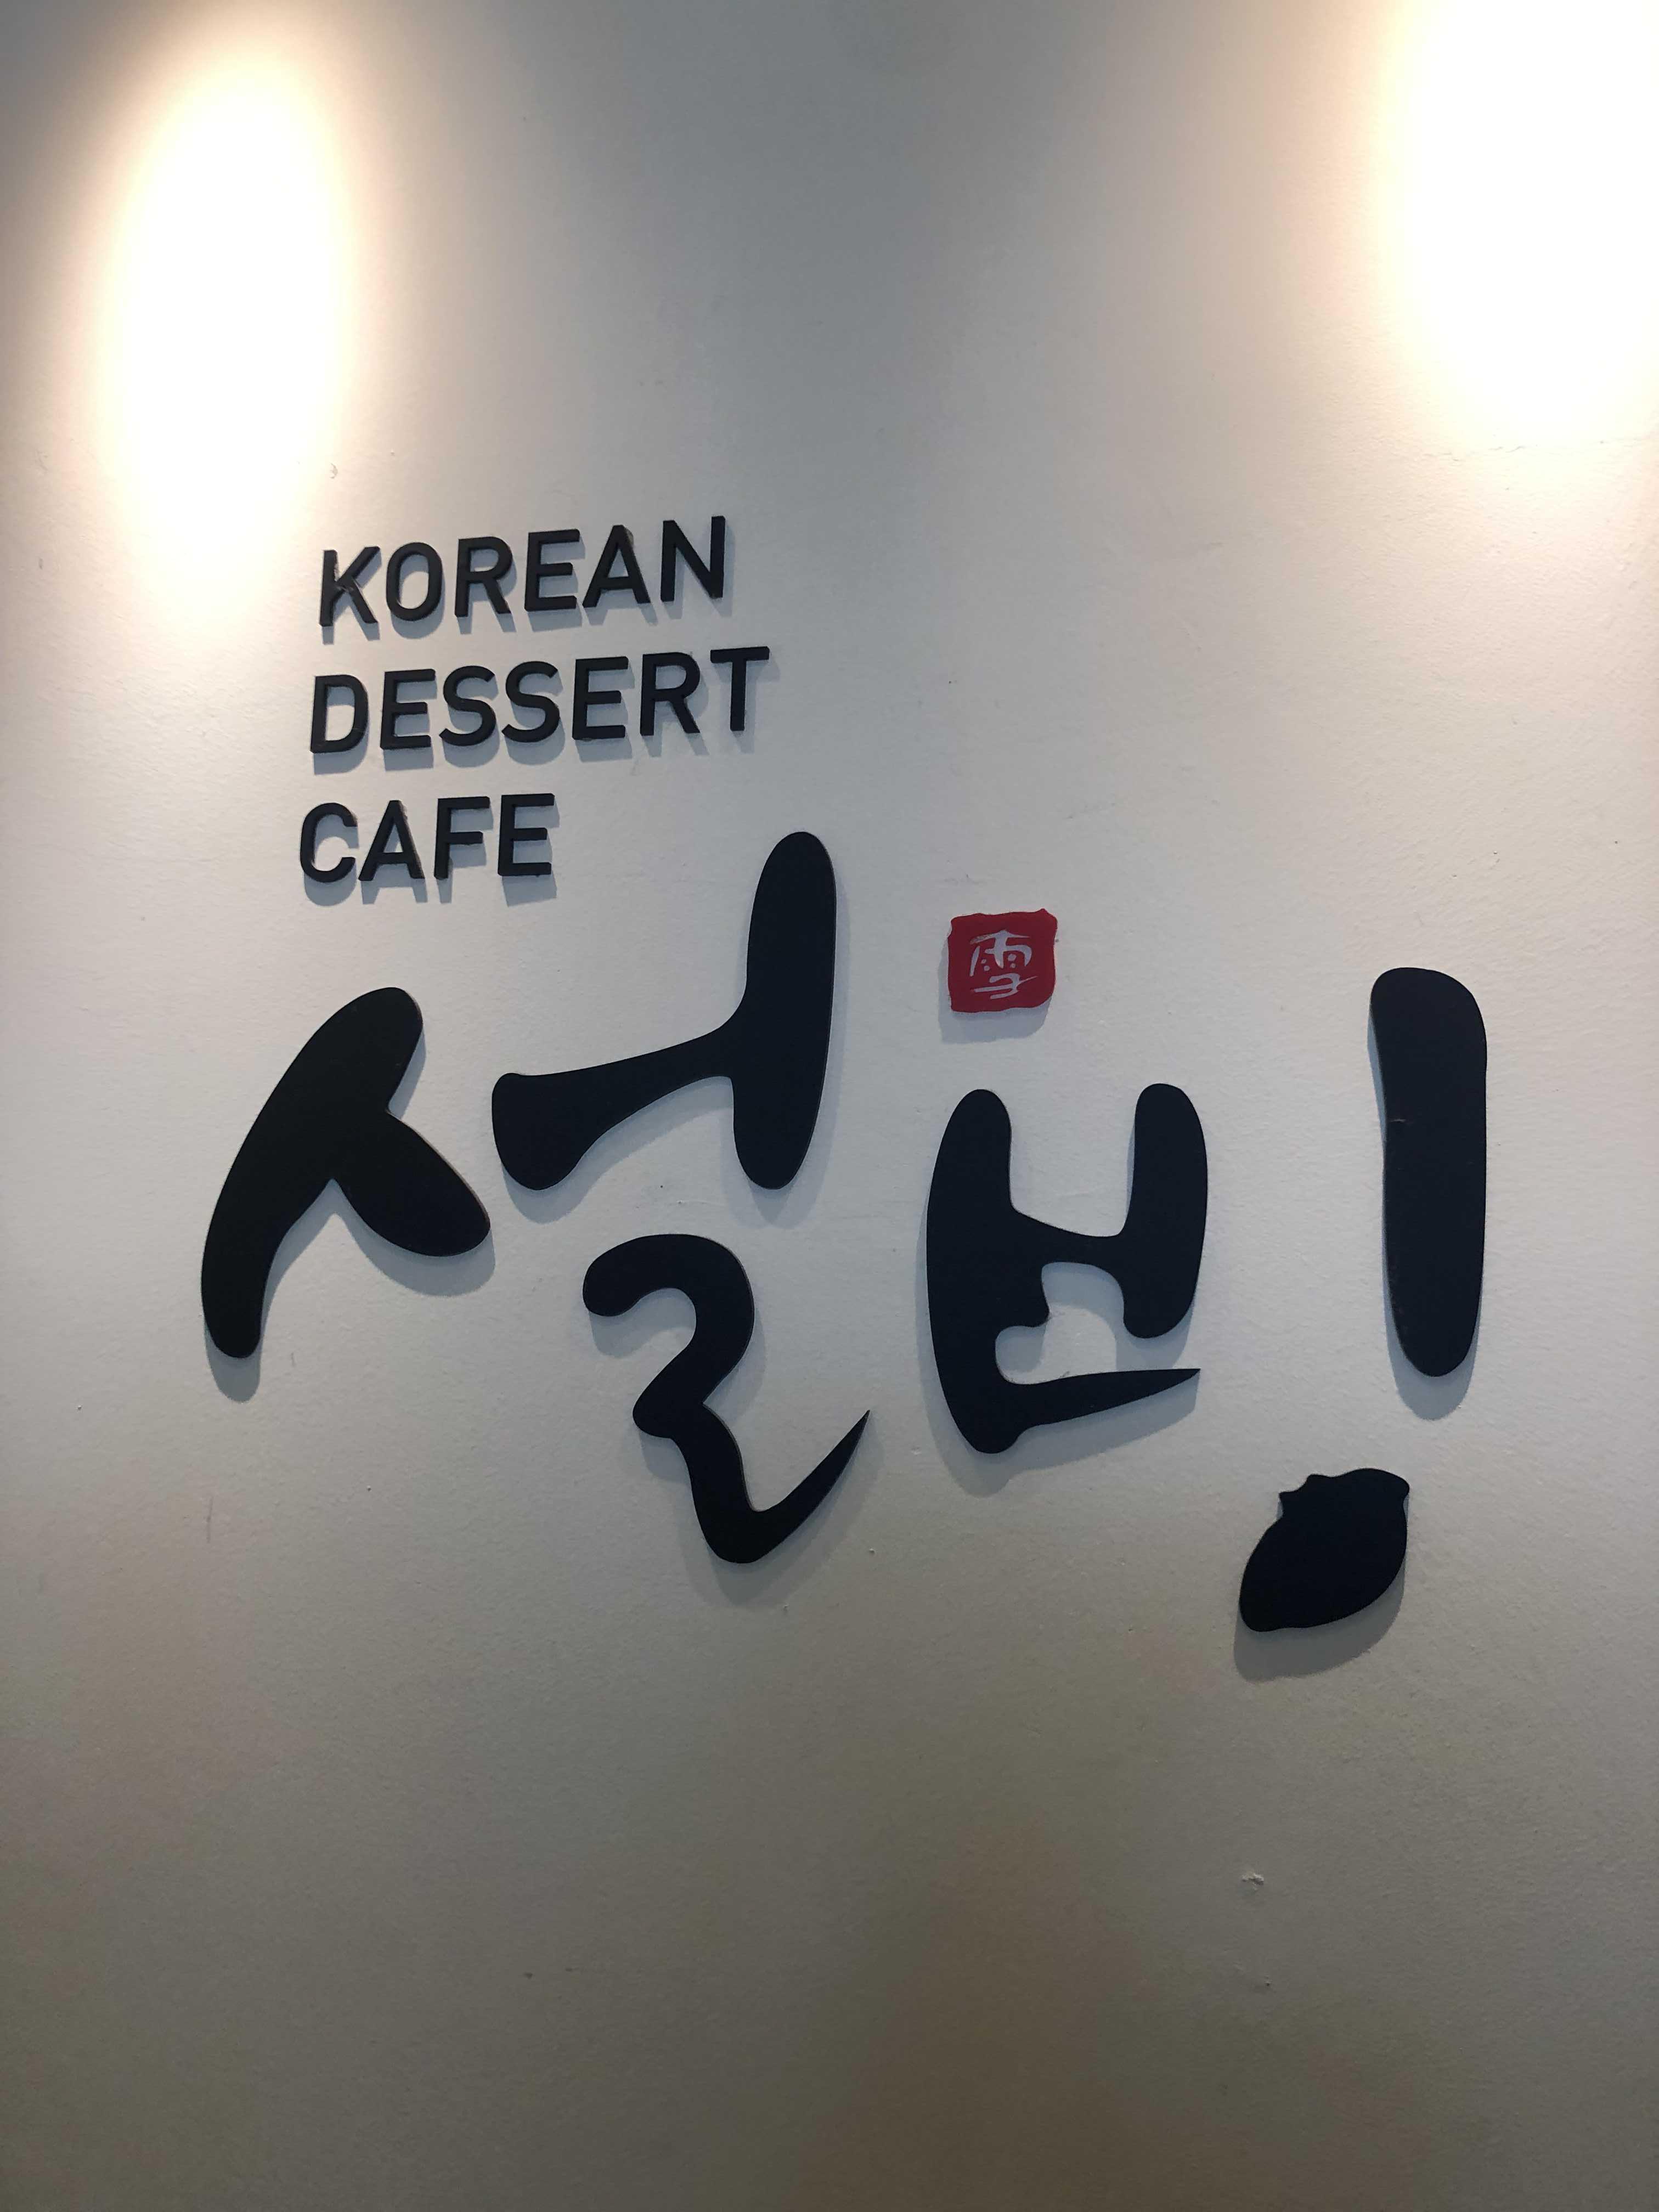 KOREAN
DESSERT
CAFE
雪
설빙